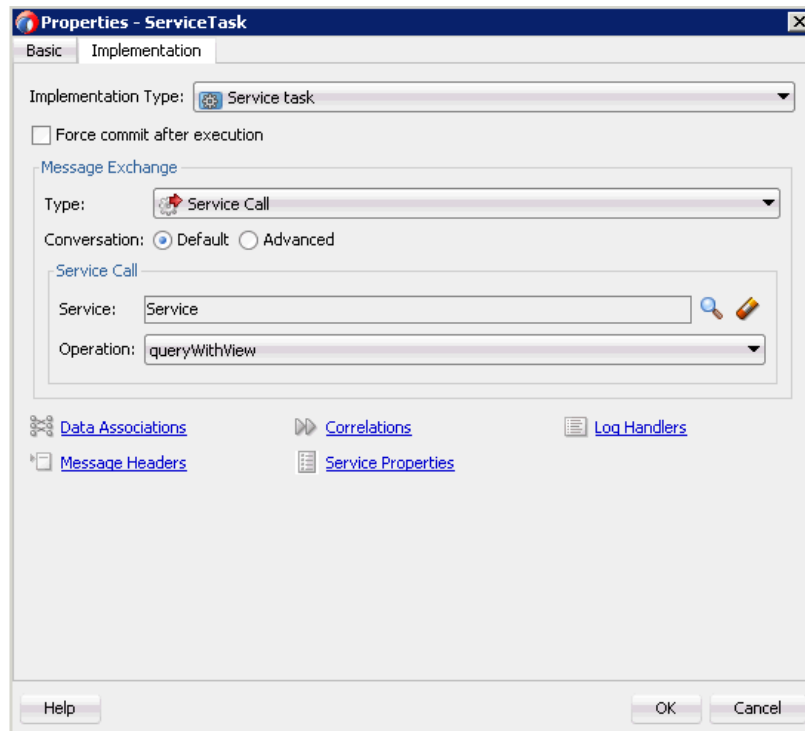 Properties - ServiceTask
Basic Implementation
Implementation Type: Service task
Force commit after execution
Message Exchange
Type: Service Call
Conversation: Default Advanced
Service Call
Service: Service
Operation: queryWithView
Data Associations Correlations Log Handlers
Message Headers Service Properties
Help OK Cancel